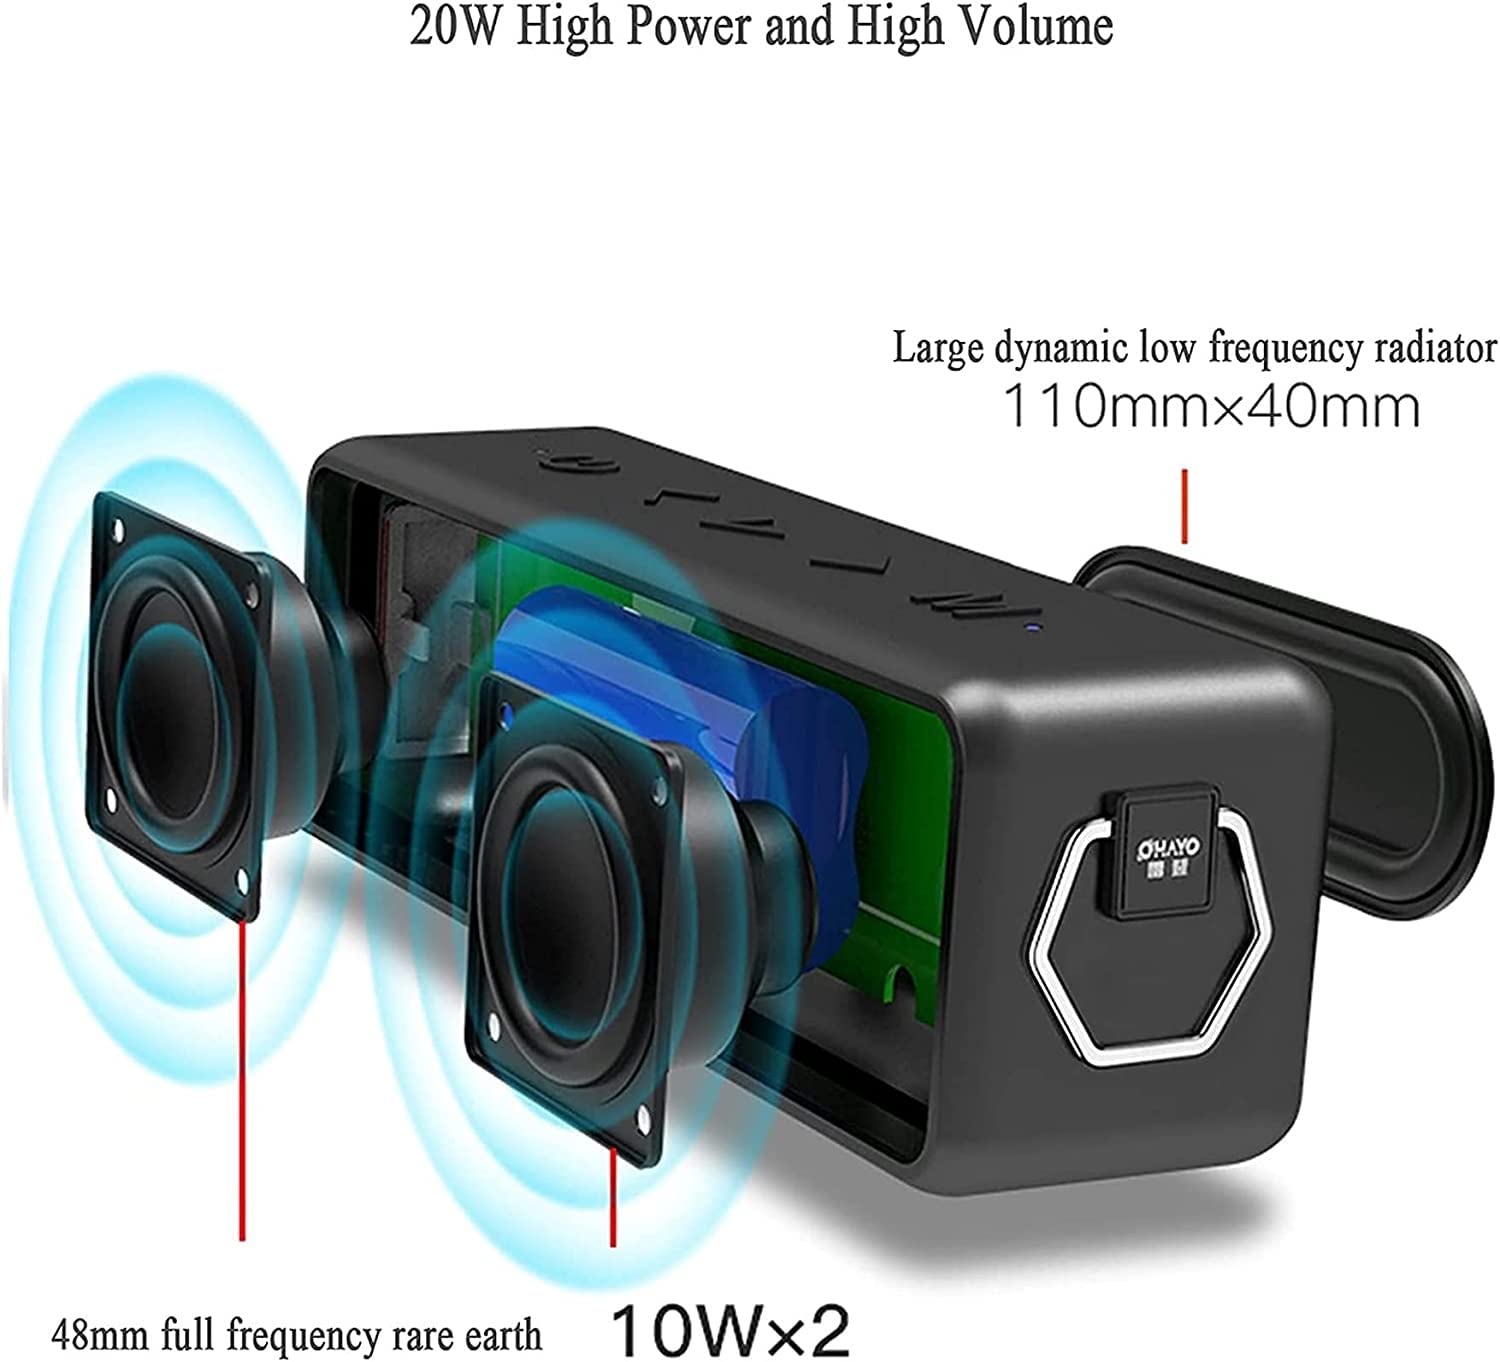 20W High Power and High Volume
Large dynamic low frequency radiator
110mm×40mm
OHAYO
48mm full frequency rare earth
10W×2